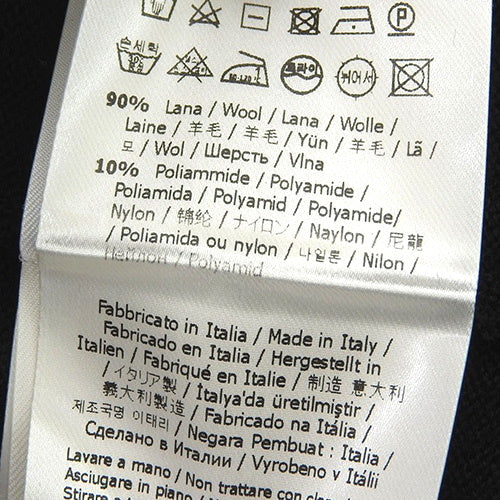 P
손세탁
30℃
중성
80-120℃
드라이
90% Lana / Wool / Lana / Wolle /
Laine / 羊毛 / 羊毛 / Yün / 羊毛 / Lã /
모 / Wol / Шерсть / Vlna
10% Poliammide / Polyamide /
Poliamida / Polyamid / Polyamide/
Nylon / 锦纶 / ナイロン / Naylon / 尼龍
/ Poliamida ou nylon / 나일론 / Nilon /
/ Polyamid
Fabbricato in Italia / Made in Italy /
Fabricado en Italia / Hergestellt in
Italien / Fabriqué en Italie / 制造 意大利
/ イタリア製 / İtalya'da üretilmiştir /
義大利製造 / Fabricado na Itália /
제조국명 이태리 / Negara Pembuat : Italia /
Сделано в Италии / Vyrobeno v Itálii
Lavare a mano / Non trattare con
Asciugare in piano /
Stirare a